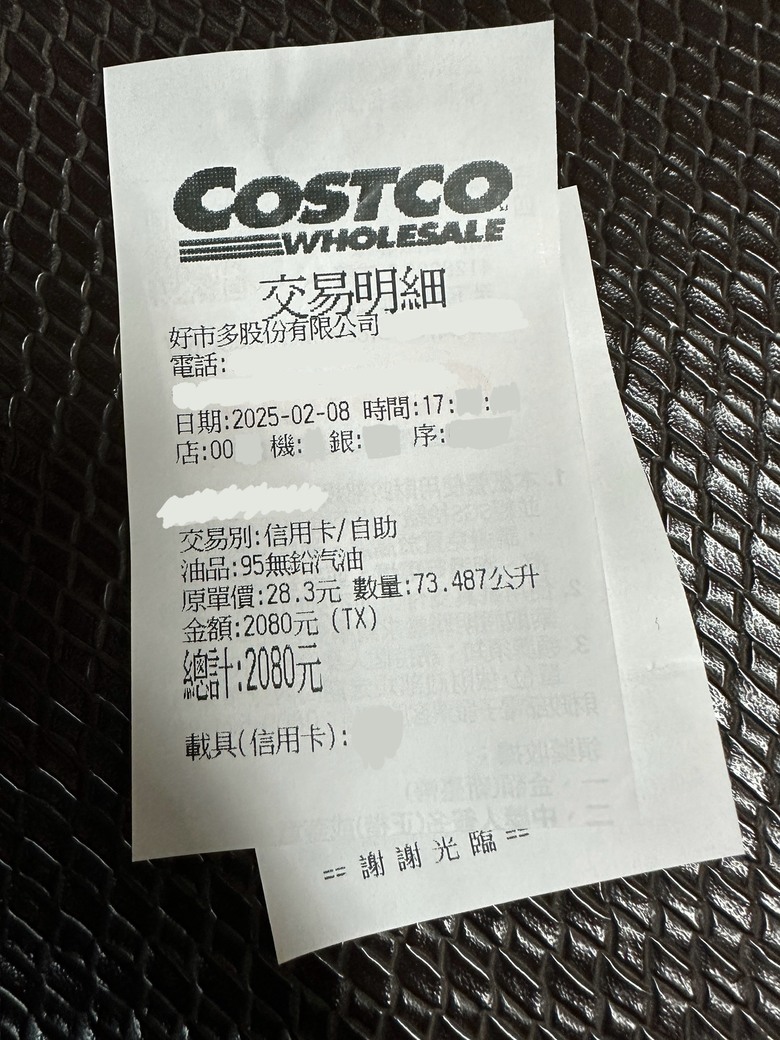 COSTCO
WHOLESALE
交易明細
好市多股份有限公司
電話:
日期:2025-02-08 時間:17: :
店:00 機: 銀: 序:
交易別:信用卡/自助
油品:95無鉛汽油
原單價:28.3元 數量:73.487公升
金額:2080元 (TX)
總計:2080元
載具(信用卡):
== 謝謝光臨 ==